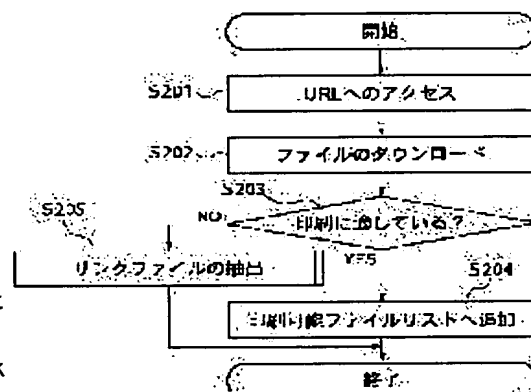 開始
S201
URLへのアクセス
S202
ファイルのダウンロード
S203
S205
NO
印刷に適している?
YES
リンクファイルの抽出
S204
印刷対象ファイルリストへ追加
終了